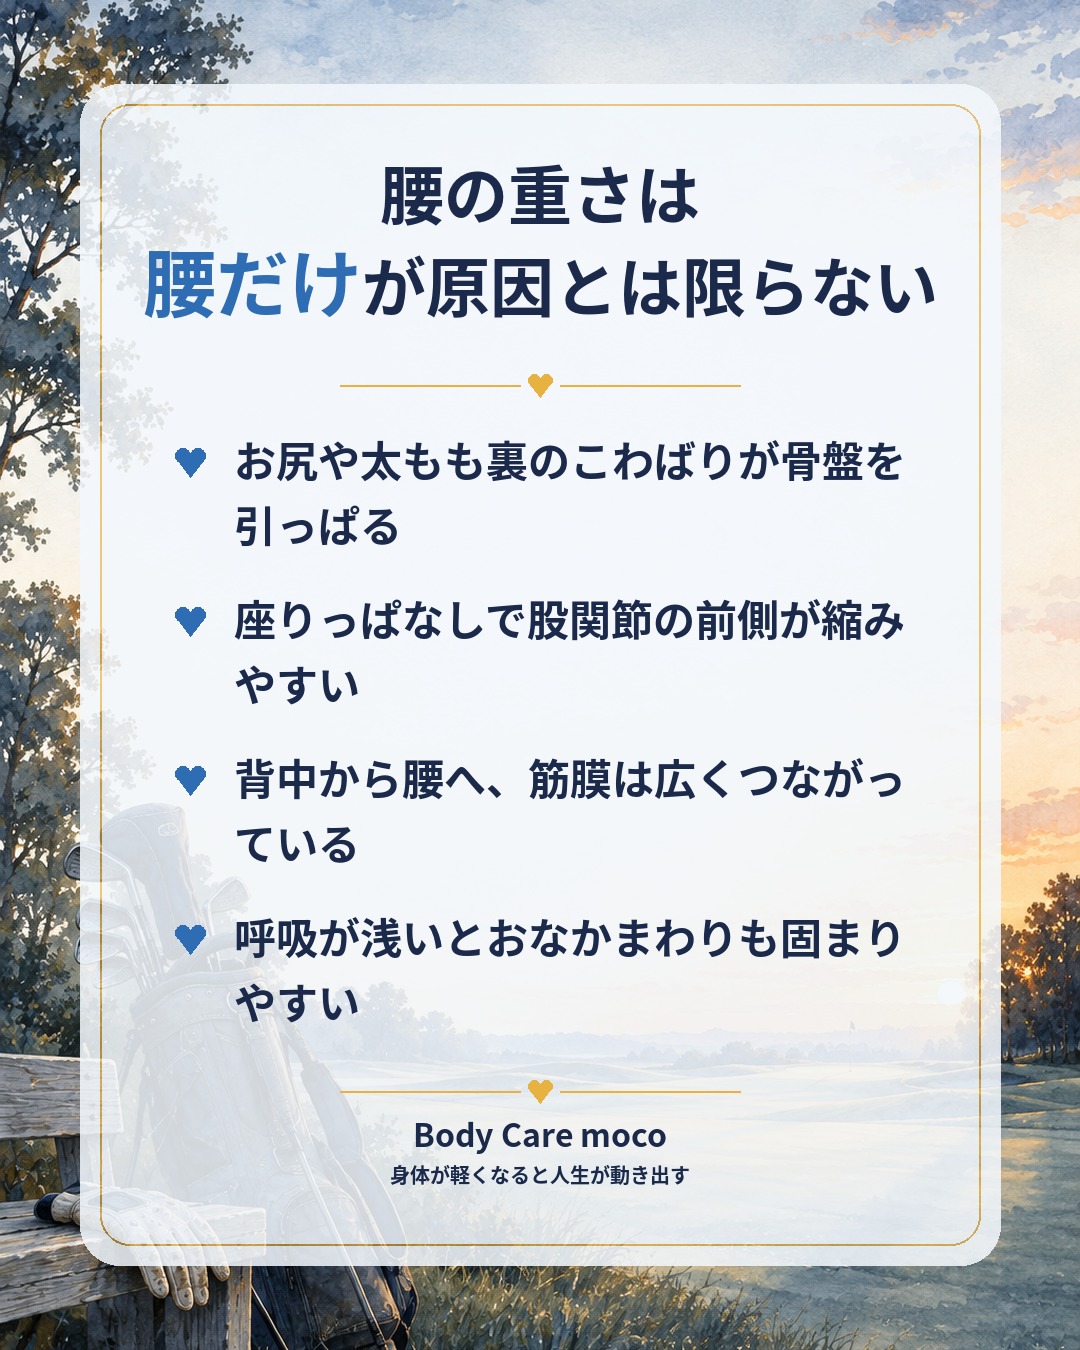 腰の重さは
腰だけが原因とは限らない
お尻や太もも裏のこわばりが骨盤を
引っぱる
座りっぱなしで股関節の前側が縮み
やすい
背中から腰へ、筋膜は広くつながっ
ている
呼吸が浅いとおなかまわりも固まり
やすい
Body Care moco
身体が軽くなると人生が動き出す